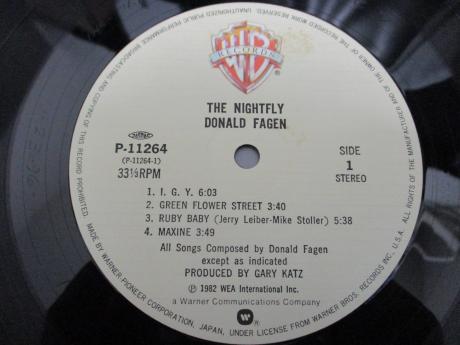 WB
RECORDS
THE NIGHTFLY
DONALD FAGEN
P-11264
(P-11264-1)
33⅓RPM
SIDE
1
STEREO
1. I. G. Y. 6:03
2. GREEN FLOWER STREET 3:40
3. RUBY BABY (Jerry Leiber-Mike Stoller) 5:38
4. MAXINE 3:49
All Songs Composed by Donald Fagen
except as indicated
PRODUCED BY GARY KATZ
Ⓟ 1982 WEA International Inc.
a Warner Communications Company
MADE BY WARNER-PIONEER CORPORATION, JAPAN, UNDER LICENSE FROM WARNER BROS. RECORDS INC., USA. ALL RIGHTS OF THE MANUFACTURER AND OF THE OWNER OF THE RECORDED WORK RESERVED. UNAUTHORIZED PUBLIC PERFORMANCE, BROADCASTING AND COPYING OF THIS RECORD PROHIBITED.